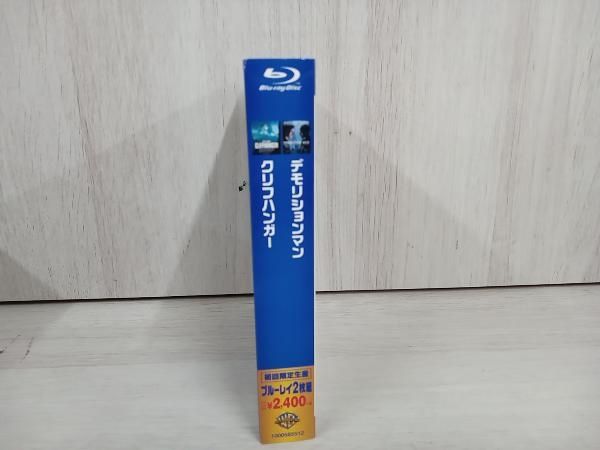 Blu-ray Disc
デモリションマン
クリフハンガー
初回限定生産
ブルーレイ2枚組
¥2,400